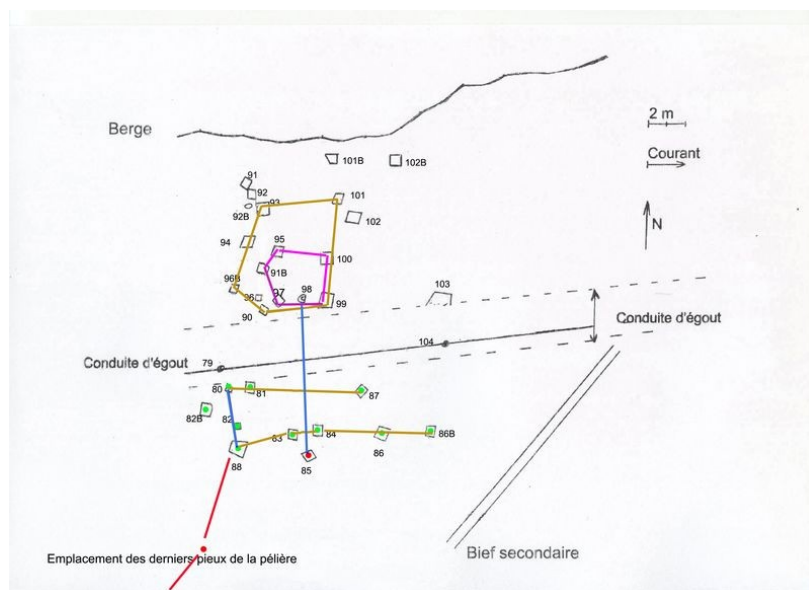 2 m
Berge
Courant
101B
102B
91
92
93
101
92B
102
N
94
95
100
91B
96B
103
98
96
97
99
90
Conduite d'égout
104
Conduite d'égout
79
80
81
87
82B
82
83
84
86
86B
88
85
Bief secondaire
Emplacement des derniers pieux de la pélière